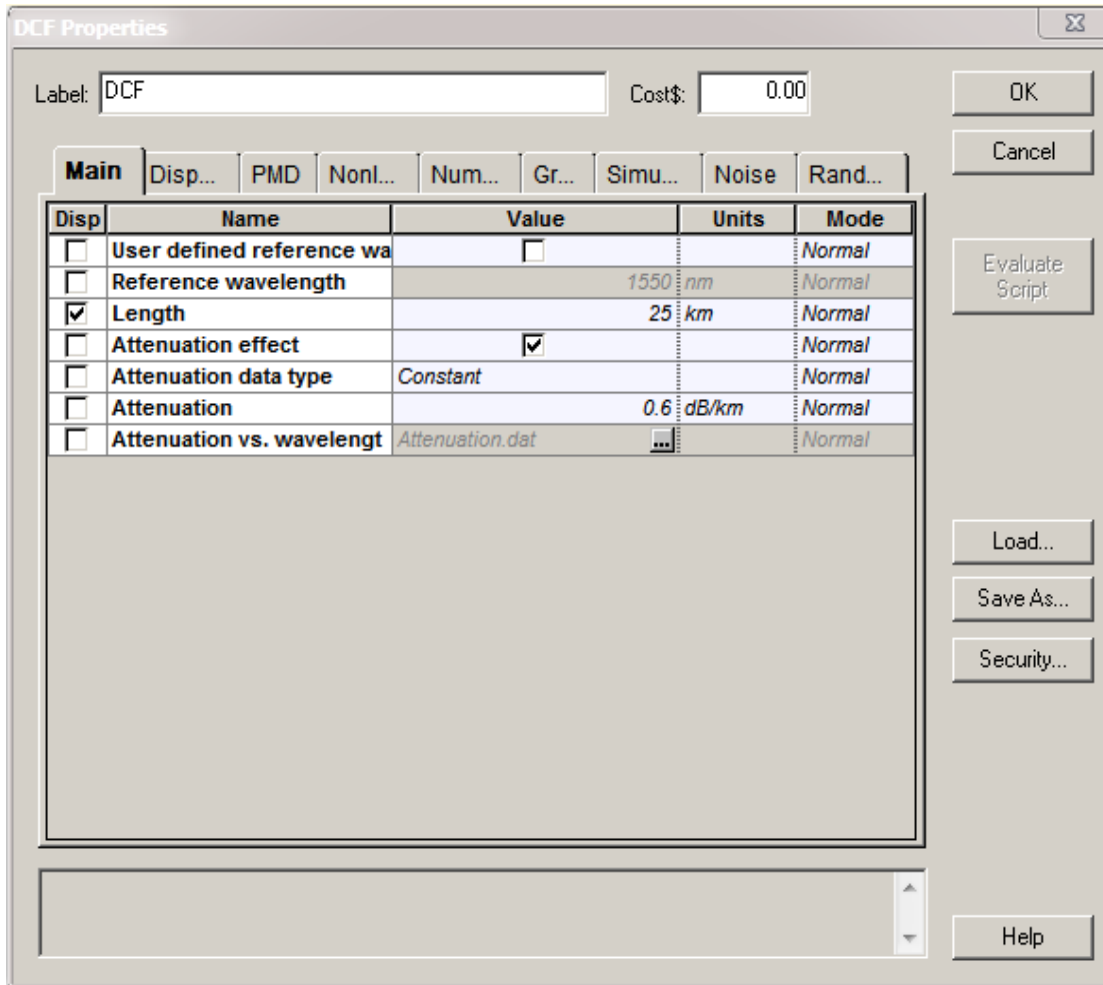 DCF Properties
Label: DCF Cost$: 0.00 OK
Cancel
Main Disp... PMD Nonl... Num... Gr... Simu... Noise Rand...
Disp Name Value Units Mode
User defined reference wa Normal
Reference wavelength 1550 nm Normal
Evaluate Script
Length 25 km Normal
Attenuation effect Normal
Attenuation data type Constant Normal
Attenuation 0.6 dB/km Normal
Attenuation vs. wavelengt Attenuation.dat ... Normal
Load...
Save As...
Security...
Help